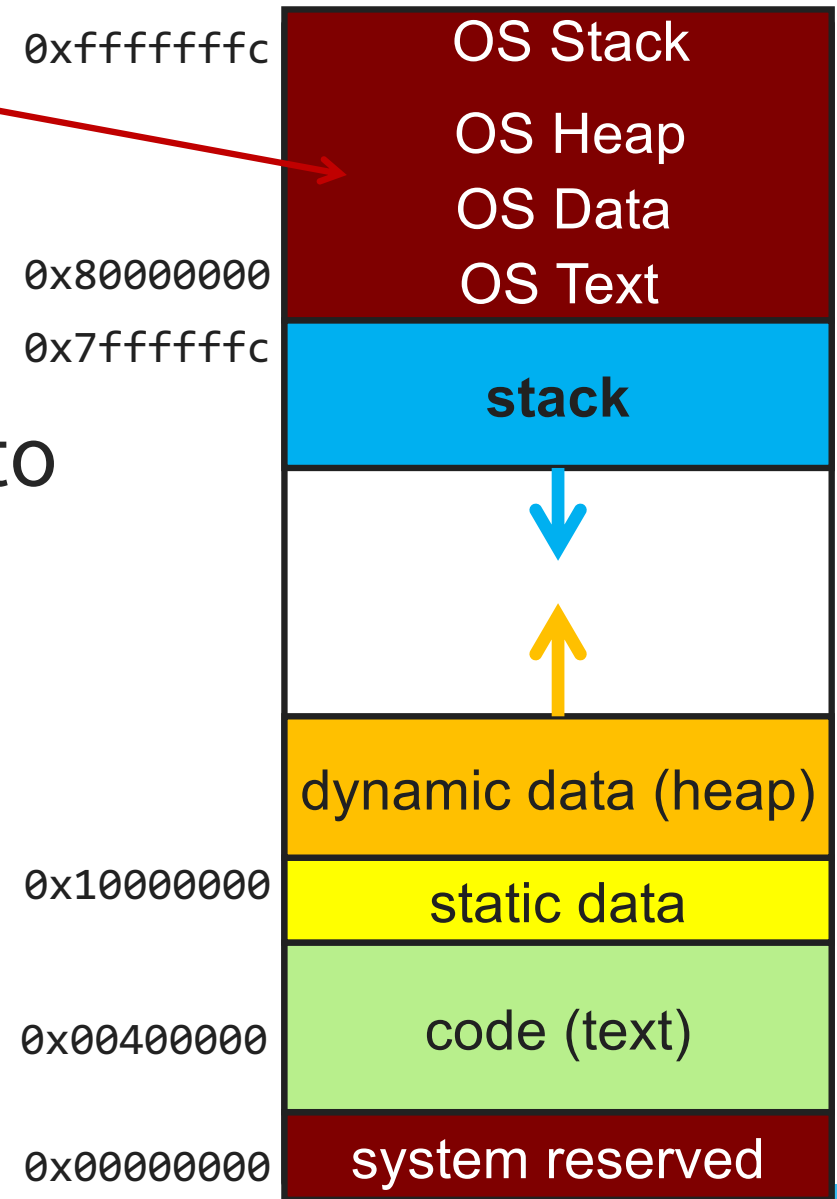 0xfffffffc OS Stack
OS Heap
OS Data
0x80000000 OS Text
0x7ffffffc
stack
to
dynamic data (heap)
0x10000000 static data
0x00400000 code (text)
0x00000000 system reserved